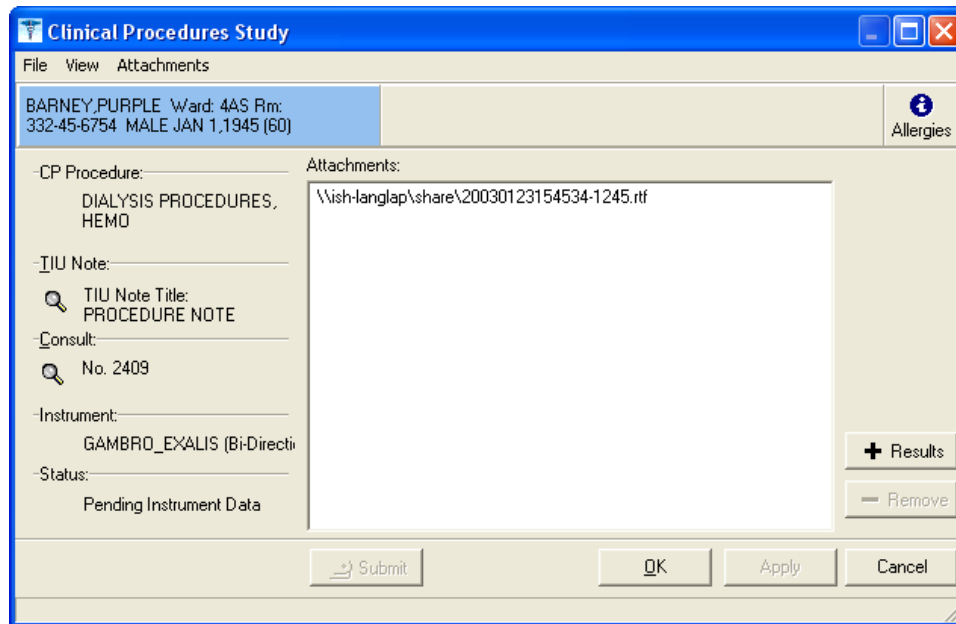 Clinical Procedures Study
File View Attachments
BARNEY,PURPLE Ward: 4AS Rm:
332-45-6754 MALE JAN 1,1945 (60)
Allergies
CP Procedure:
DIALYSIS PROCEDURES,
HEMO
TIU Note:
TIU Note Title:
PROCEDURE NOTE
Consult:
No. 2409
Instrument:
GAMBRO_EXALIS (Bi-Directi
Status:
Pending Instrument Data
Attachments:
\\ish-langlap\share\20030123154534-1245.rtf
Results
Remove
Submit
OK
Apply
Cancel